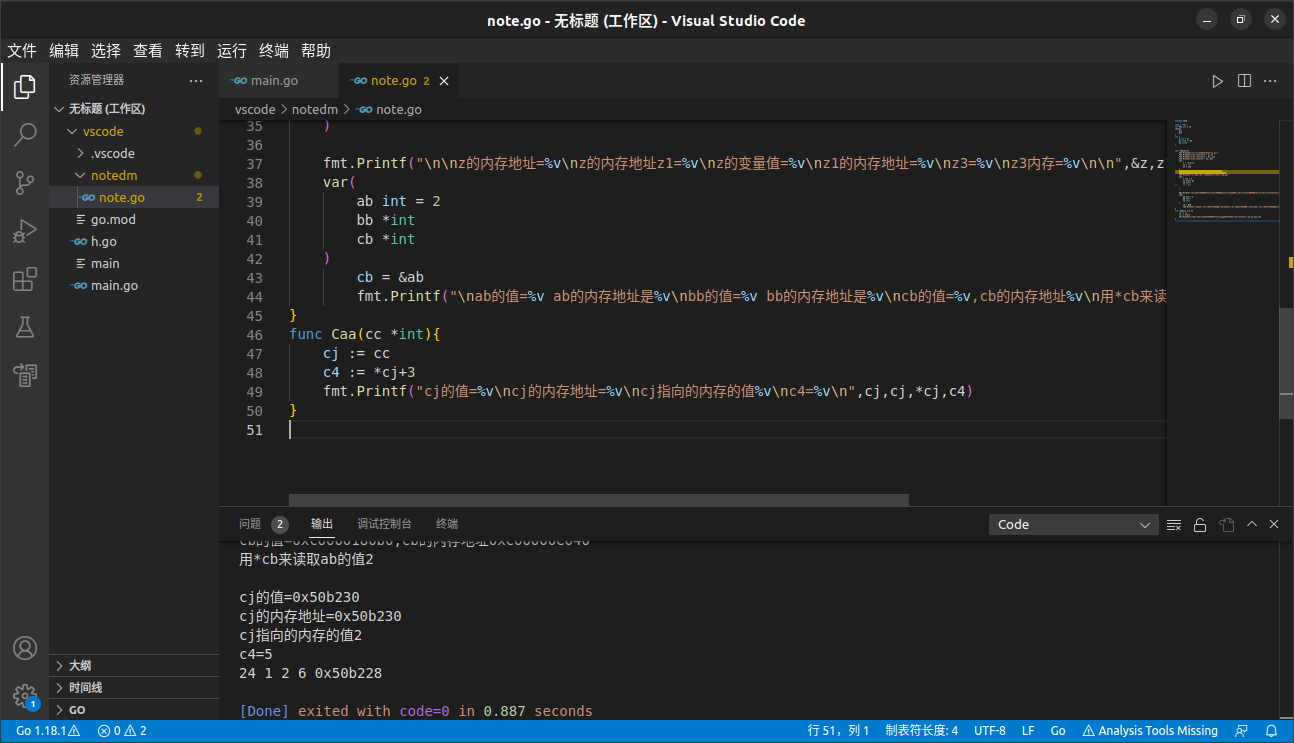 note.go - 无标题 (工作区) - Visual Studio Code
文件 编辑 选择 查看 转到 运行 终端 帮助
资源管理器
无标题 (工作区)
vscode
.vscode
notedm
note.go 2
go.mod
h.go
main
main.go
大纲
时间线
GO
main.go note.go 2
vscode > notedm > note.go
35 )
36
37 fmt.Printf("\n\nz的内存地址=%v\nz的内存地址z1=%v\nz的变量值=%v\nz1的内存地址=%v\nz3=%v\nz3内存=%v\n\n",&z,z
38 var(
39 ab int = 2
40 bb *int
41 cb *int
42 )
43 cb = &ab
44 fmt.Printf("\nab的值=%v ab的内存地址是%v\nbb的值=%v bb的内存地址是%v\ncb的值=%v,cb的内存地址%v\n用*cb来读
45 }
46 func Caa(cc *int){
47 cj := cc
48 c4 := *cj+3
49 fmt.Printf("cj的值=%v\ncj的内存地址=%v\ncj指向的内存的值%v\nc4=%v\n",cj,cj,*cj,c4)
50 }
51
问题 2 输出 调试控制台 终端
Code
用*cb来读取ab的值2
cj的值=0x50b230
cj的内存地址=0x50b230
cj指向的内存的值2
c4=5
24 1 2 6 0x50b228
[Done] exited with code=0 in 0.887 seconds
1
Go 1.18.1 0 2 行 51，列 1 制表符长度: 4 UTF-8 LF Go Analysis Tools Missing